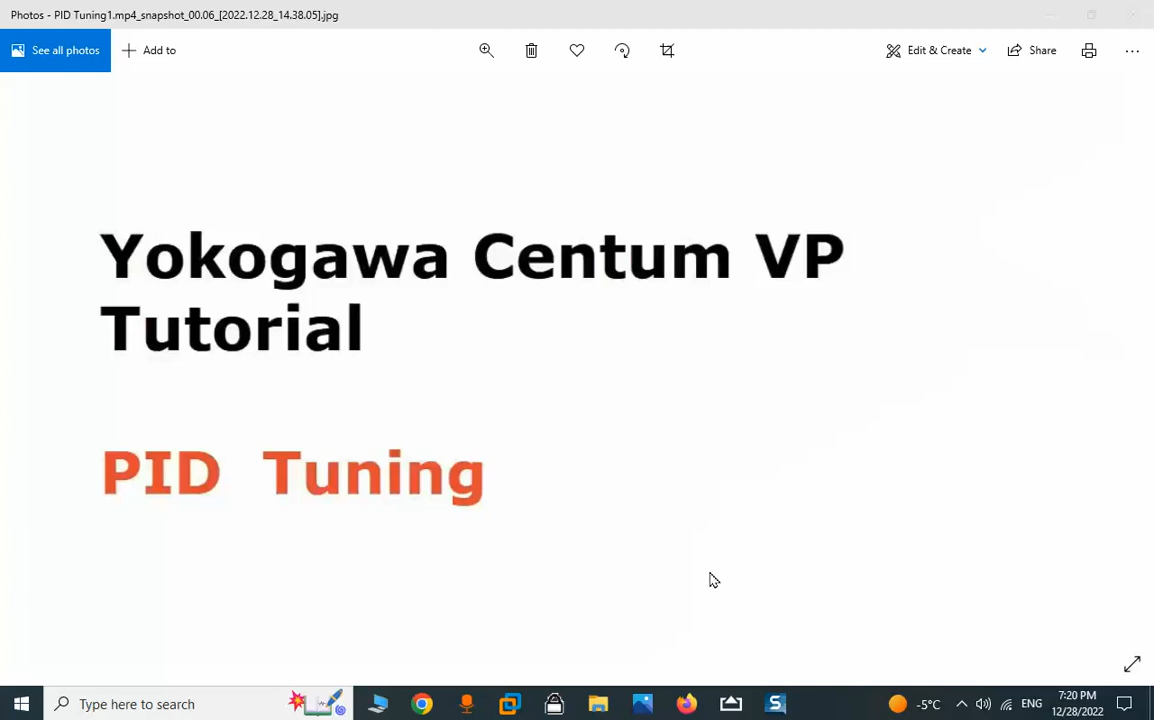 Photos - PID Tuning1.mp4_snapshot_00.06_[2022.12.28_14.38.05].jpg
See all photos
Add to
Edit & Create
Share
Yokogawa Centum VP
Tutorial
PID Tuning
Type here to search
S
-5°C
ENG
7:20 PM
12/28/2022